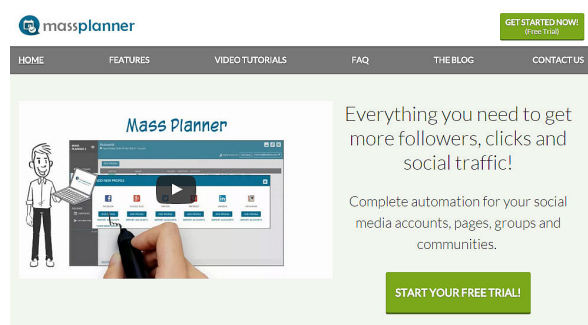 massplanner
GET STARTED NOW!
(Free Trial)
HOME FEATURES VIDEO TUTORIALS FAQ THE BLOG CONTACT US
Mass Planner
Everything you need to get
more followers, clicks and
social traffic!
Complete automation for your social
media accounts, pages, groups and
communities.
START YOUR FREE TRIAL!